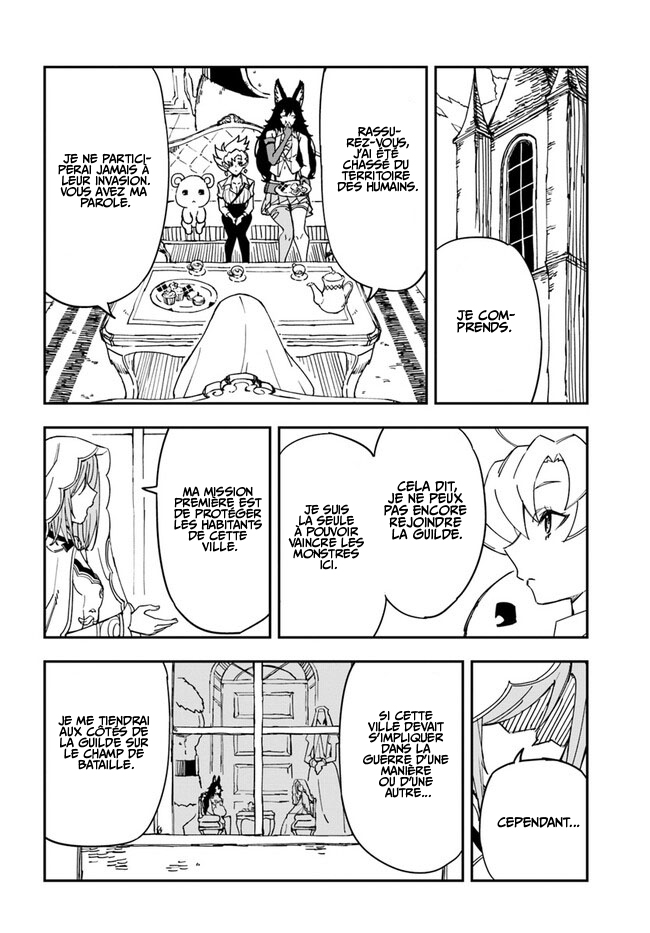 JE COM-
PRENDS.
RASSU-
REZ-VOUS,
J'AI ÉTÉ
CHASSÉ DU
TERRITOIRE
DES HUMAINS.
JE NE PARTICI-
PERAI JAMAIS À
LEUR INVASION.
VOUS AVEZ MA
PAROLE.
CELA DIT,
JE NE PEUX
PAS ENCORE
REJOINDRE
LA GUILDE.
JE SUIS
LA SEULE
À POUVOIR
VAINCRE LES
MONSTRES
ICI.
MA MISSION
PREMIÈRE EST
DE PROTÉGER
LES HABITANTS
DE CETTE
VILLE.
CEPENDANT...
SI CETTE
VILLE DEVAIT
S'IMPLIQUER
DANS LA
GUERRE D'UNE
MANIÈRE
OU D'UNE
AUTRE...
JE ME TIENDRAI
AUX CÔTÉS DE
LA GUILDE SUR
LE CHAMP DE
BATAILLE.